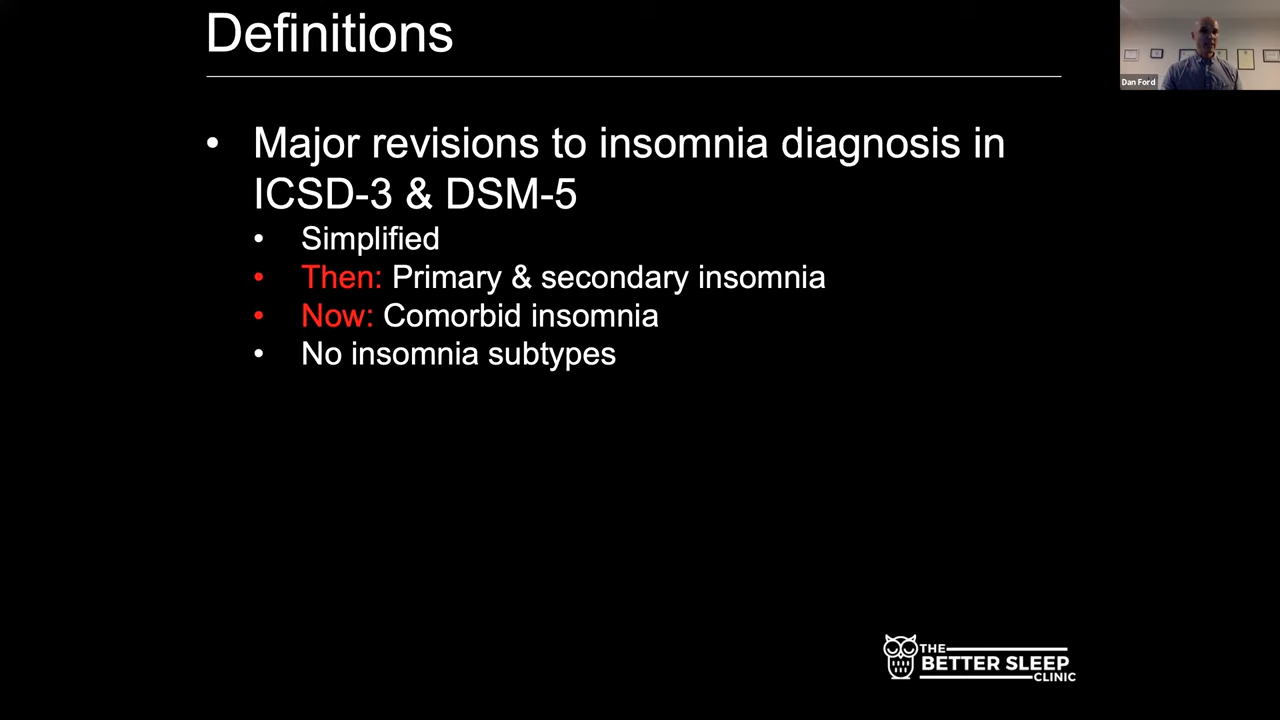 Definitions
Dan Ford
• Major revisions to insomnia diagnosis in
ICSD-3 & DSM-5
• Simplified
• Then: Primary & secondary insomnia
• Now: Comorbid insomnia
• No insomnia subtypes
THE
BETTER SLEEP
CLINIC